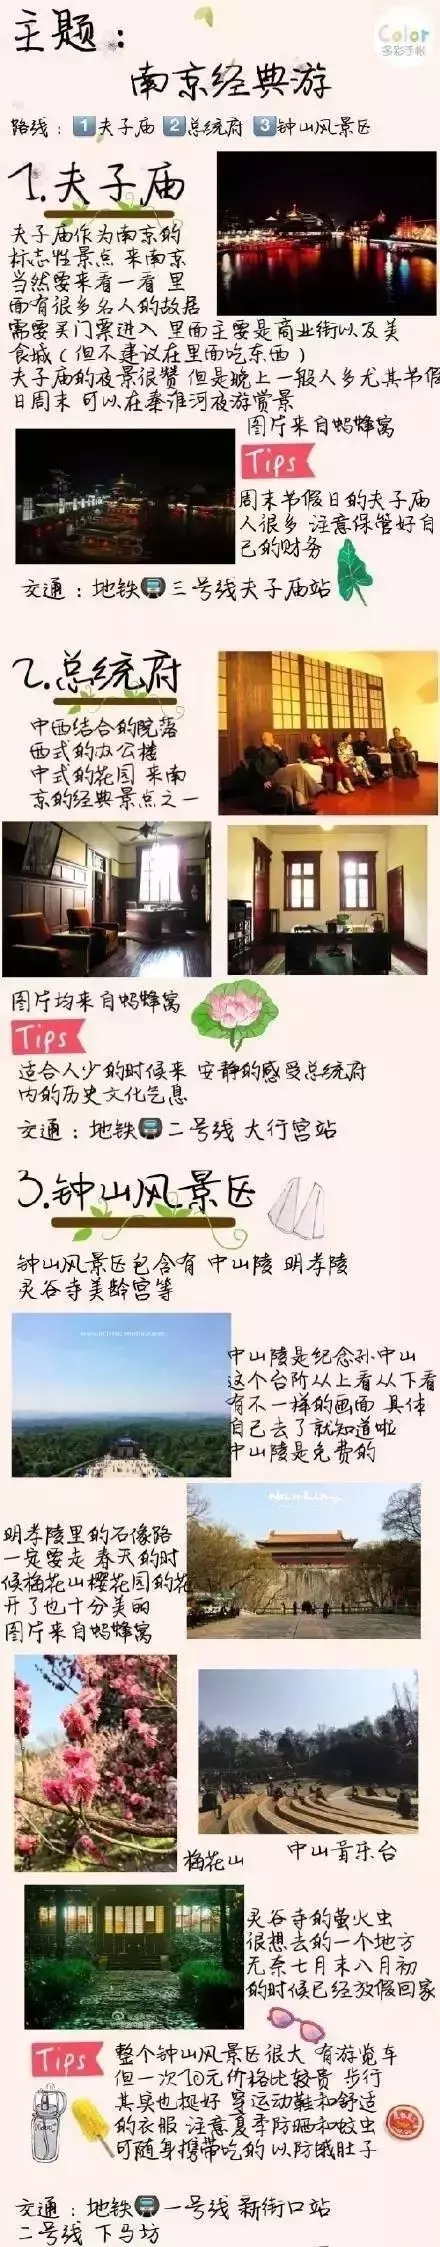 主题:
Color
多彩手帐
南京经典游
路线: 1 夫子庙 2 总统府 3 钟山风景区
1.夫子庙
夫子庙作为南京的
标志性景点 来南京
当然要来看一看 里
面有很多名人的故居
需要买门票进入 里面主要是商业街以及美
食城(但不建议在里面吃东西)
夫子庙的夜景很赞 但是晚上一般人多尤其节假
日周末 可以在秦淮河夜游赏景
图片来自蚂蜂窝
Tips
周末节假日的夫子庙
人很多 注意保管好自
己的财务
交通:地铁🚇三号线夫子庙站
2.总统府
中西结合的院落
西式的办公楼
中式的花园 来南
京的经典景点之一
图片均来自蚂蜂窝
Tips
适合人少的时候来 安静的感受总统府
内的历史文化气息
交通:地铁🚇二号线 大行宫站
3.钟山风景区
钟山风景区包含有 中山陵 明孝陵
灵谷寺美龄宫等
中山陵是纪念孙中山
这个台阶从上看从下看
有不一样的画面 具体
自己去了就知道啦
中山陵是免费的
明孝陵里的石像路
一定要走 春天的时
候梅花山樱花园的花
开了也十分美丽
图片来自蚂蜂窝
梅花山
中山音乐台
灵谷寺的萤火虫
很想去的一个地方
无奈七月末八月初
的时候已经放假回家
Tips
整个钟山风景区很大 有游览车
但一次10元价格比较贵 步行
其实也挺好 穿运动鞋和舒适
的衣服 注意夏季防晒和蚊虫
可随身携带吃的 以防饿肚子
交通:地铁🚇一号线 新街口站
二号线 下马坊